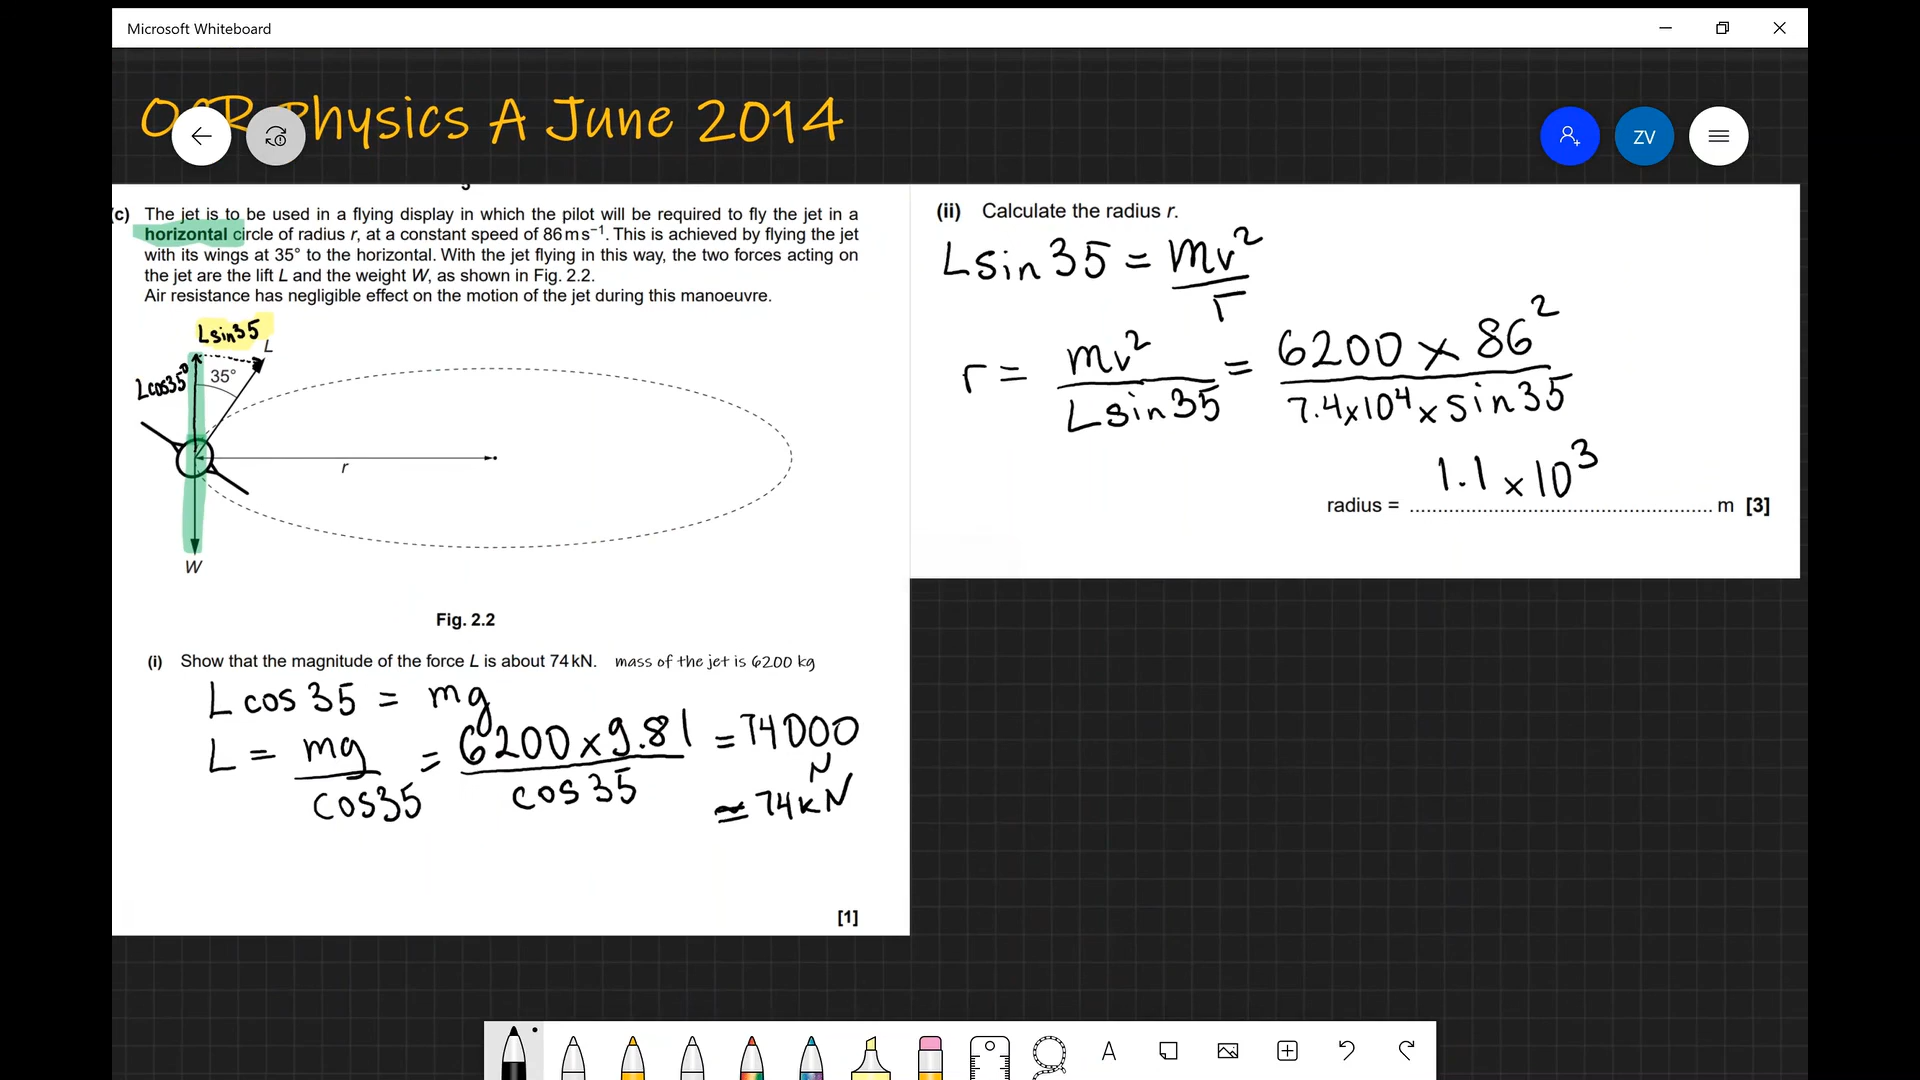 Microsoft Whiteboard
OCR Physics A June 2014
(c) The jet is to be used in a flying display in which the pilot will be required to fly the jet in a
horizontal circle of radius r, at a constant speed of 86 m s⁻¹. This is achieved by flying the jet
with its wings at 35° to the horizontal. With the jet flying in this way, the two forces acting on
the jet are the lift L and the weight W, as shown in Fig. 2.2.
Air resistance has negligible effect on the motion of the jet during this manoeuvre.
Lsin35
L
Lcos35°
35°
r
W
Fig. 2.2
(i) Show that the magnitude of the force L is about 74 kN. mass of the jet is 6200 kg
L cos 35 = mg
L = mg/cos35 = 6200 x 9.81/cos 35 = 74000 N
≃ 74kN
[1]
(ii) Calculate the radius r.
Lsin 35 = mv²/r
r = mv²/Lsin35 = 6200 x 86²/7.4x10⁴ x sin35
1.1 x 10³
radius = .................................................... m [3]
ZV
A